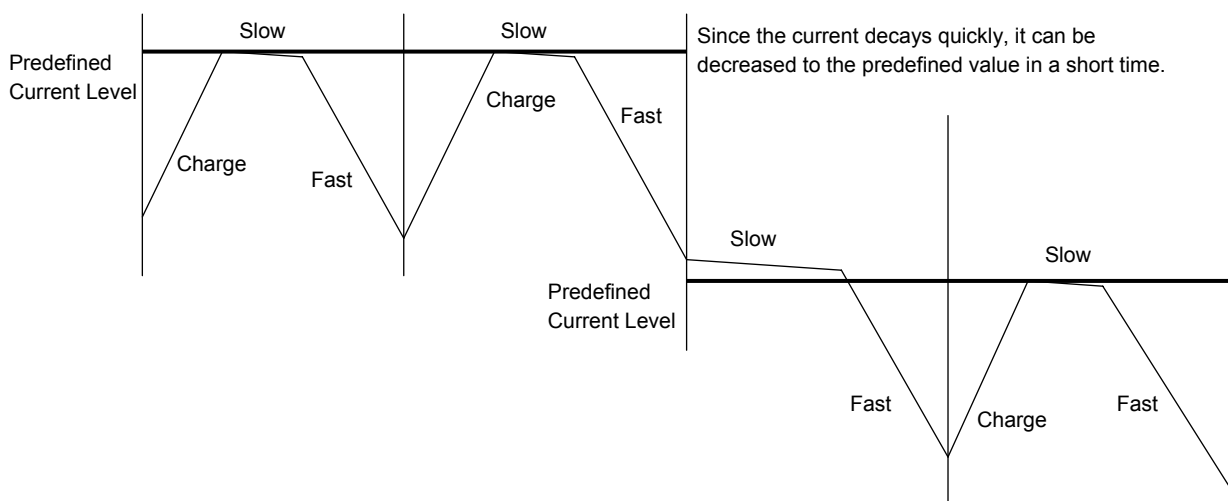 Slow
Slow
Since the current decays quickly, it can be
decreased to the predefined value in a short time.
Predefined
Current Level
Charge
Fast
Charge
Fast
Slow
Slow
Predefined
Current Level
Fast
Charge
Fast